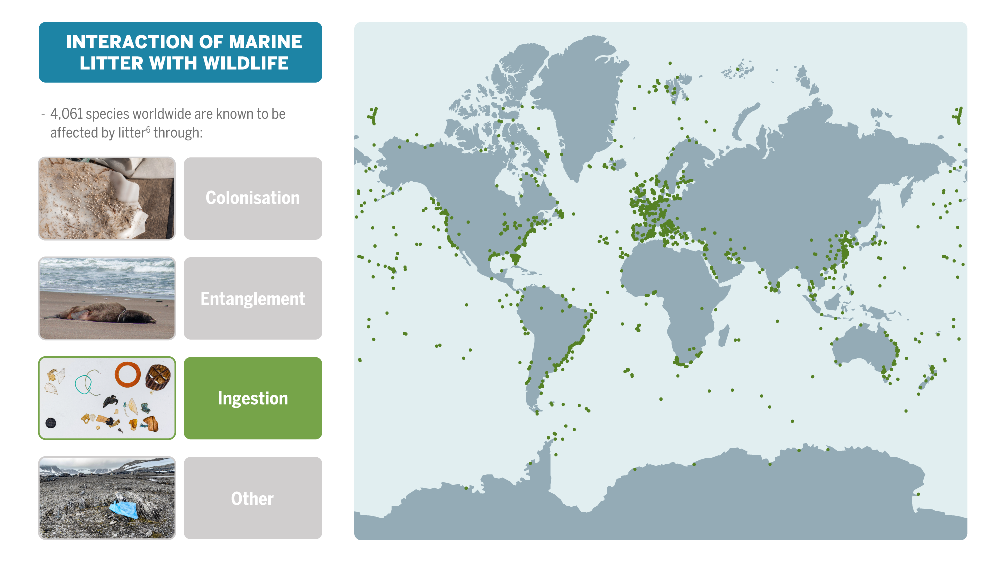 INTERACTION OF MARINE
LITTER WITH WILDLIFE
- 4,061 species worldwide are known to be
affected by litter⁶ through:
Colonisation
Entanglement
Ingestion
Other